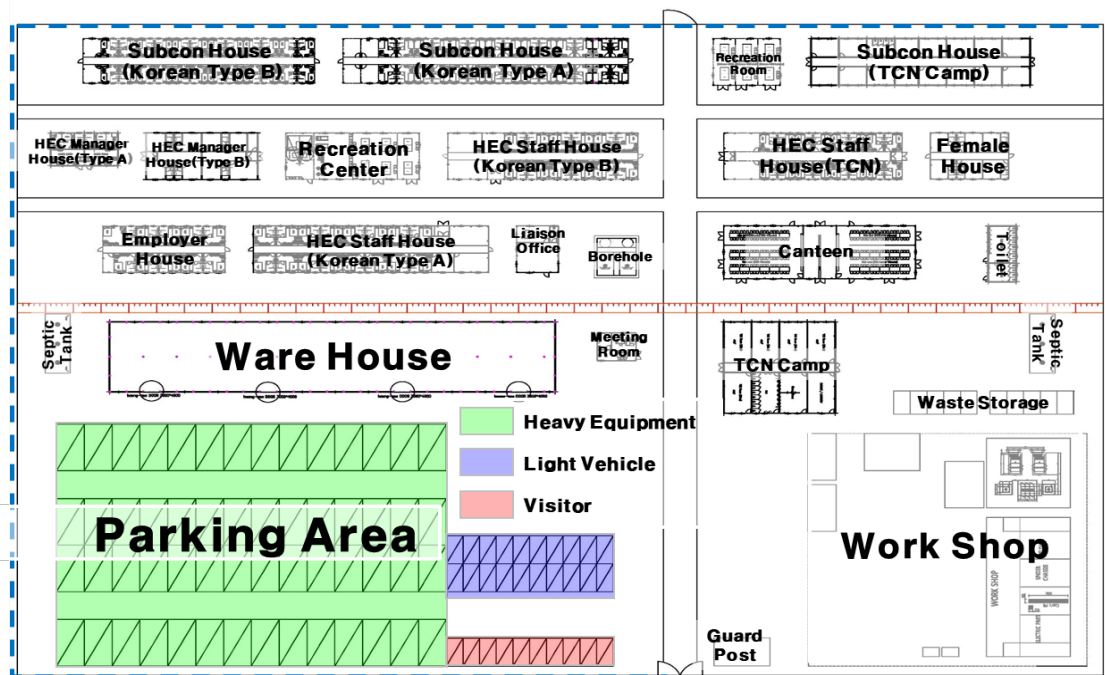 Subcon House
(Korean Type B)
Subcon House
(Korean Type A)
Recreation
Room
Subcon House
(TCN Camp)
HEC Manager
House(Type A)
HEC Manager
House(Type B)
Recreation
Center
HEC Staff House
(Korean Type B)
HEC Staff
House(TCN)
Female
House
Employer
House
HEC Staff House
(Korean Type A)
Liaison
Office
Borehole
Canteen
Toilet
Septic
Tank
Ware House
Meeting
Room
TCN Camp
Septic
Tank
Waste Storage
Heavy Equipment
Light Vehicle
Visitor
Parking Area
Work Shop
WORK SHOP
Guard
Post